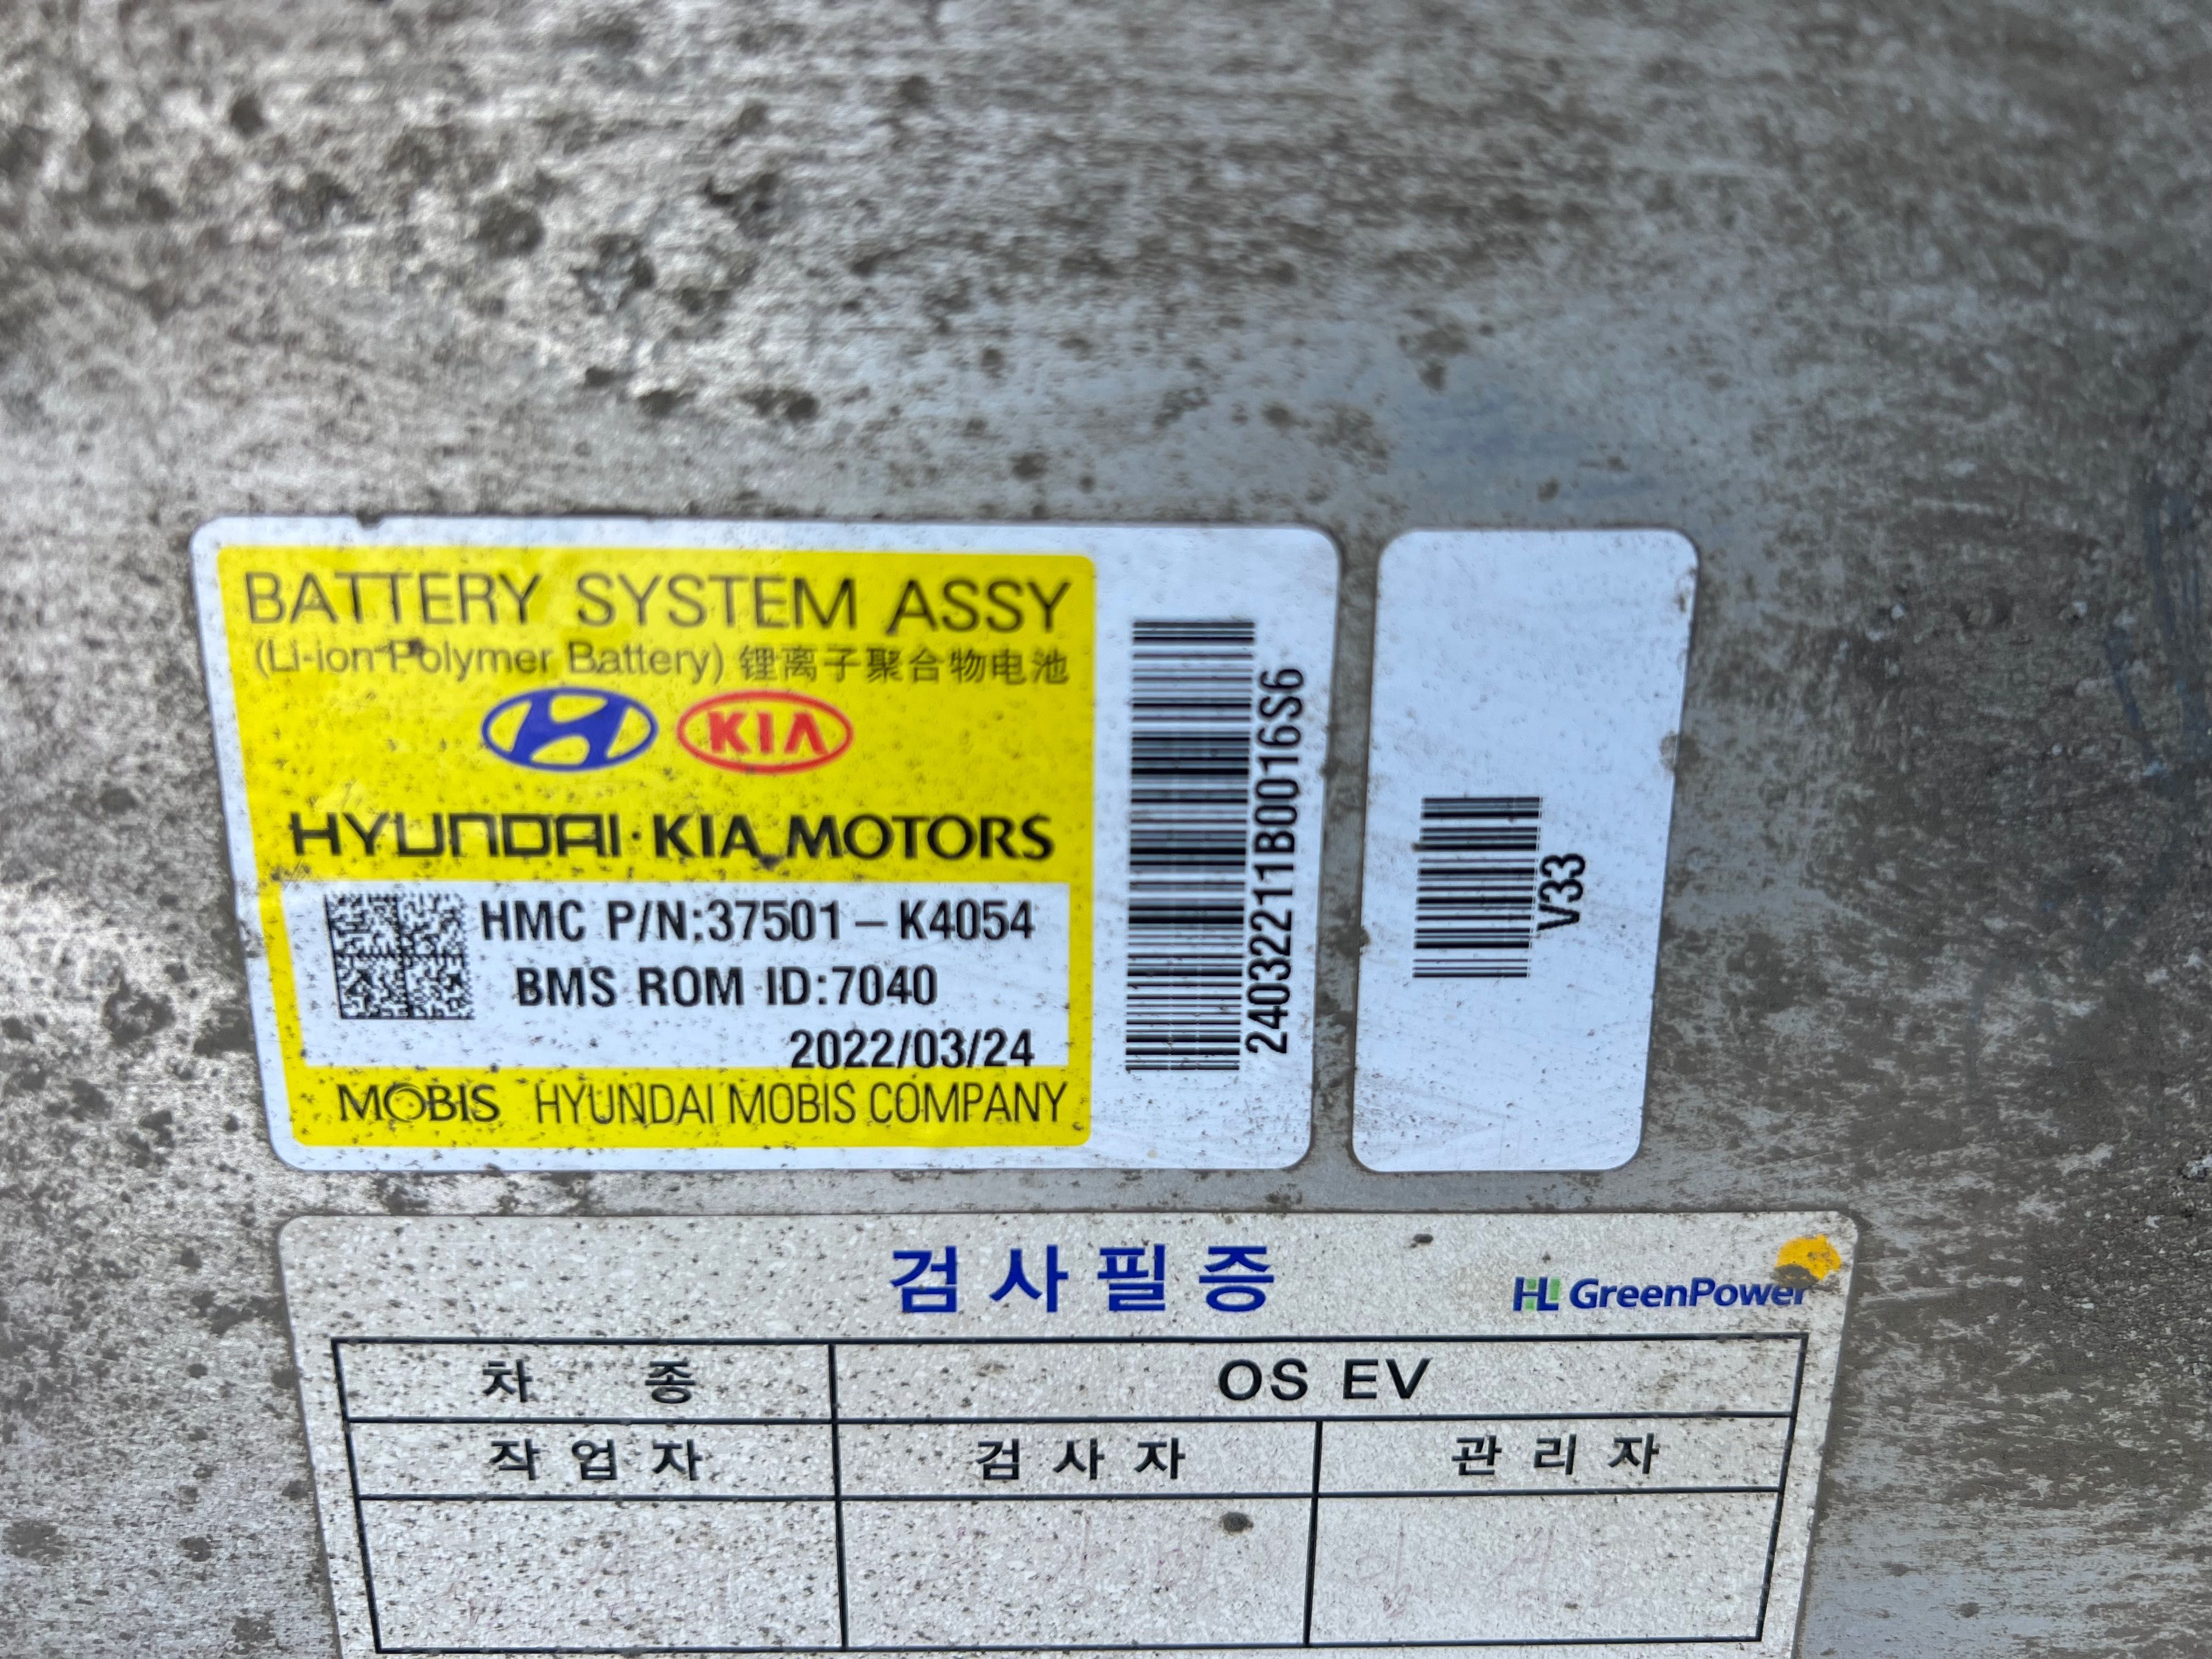 BATTERY SYSTEM ASSY
(Li-ion Polymer Battery) 锂离子聚合物电池
KIA
HYUNDAI·KIA MOTORS
HMC P/N:37501-K4054
BMS ROM ID:7040
2022/03/24
MOBIS HYUNDAI MOBIS COMPANY
24032211B0016S6
V33
검사필증
HL GreenPower
차 종 OS EV
작업자 검사자 관리자